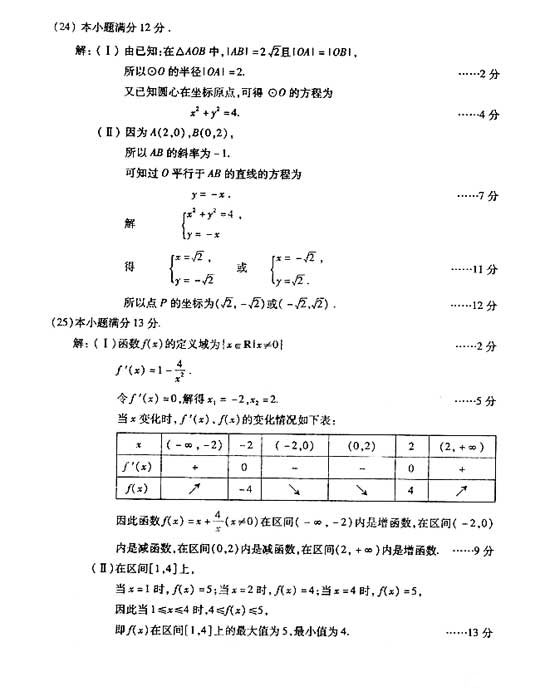 (24) 本小题满分 12 分．
解：(Ⅰ) 由已知:在△AOB 中,|AB| =2√2且|OA| = |OB|,
所以⊙O 的半径|OA| =2. ……2 分
又已知圆心在坐标原点,可得 ⊙O 的方程为
x² + y² =4. ……4 分
(Ⅱ) 因为 A(2,0),B(0,2),
所以 AB 的斜率为 -1.
可知过 O 平行于 AB 的直线的方程为
y = -x． ……7 分
解 {x² + y² =4，
y = -x
得 {x =√2， y = -√2 或 {x = -√2， y =√2． ……11 分
所以点 P 的坐标为(√2, -√2)或( -√2,√2)． ……12 分
(25)本小题满分 13 分.
解：(Ⅰ)函数 f(x)的定义域为{x∈R|x≠0} ……2 分
f′(x) =1 - 4/x²．
令 f′(x) =0,解得 x₁ = -2,x₂ =2. ……5 分
当 x 变化时,f′(x)、f(x)的变化情况如下表：
x ( -∞ , -2) -2 ( -2,0) (0,2) 2 (2, +∞)
f′(x) + 0 - - 0 +
f(x) ↗ -4 ↘ ↘ 4 ↗
因此函数 f(x) =x + 4/x (x≠0)在区间( -∞ , -2)内是增函数,在区间( -2,0)
内是减函数,在区间(0,2)内是减函数,在区间(2, +∞)内是增函数. ……9 分
(Ⅱ)在区间[1,4]上,
当 x =1 时,f(x) =5;当 x =2 时,f(x) =4;当 x =4 时,f(x) =5,
因此当 1≤x≤4 时,4≤f(x)≤5,
即 f(x)在区间[1,4]上的最大值为 5,最小值为 4. ……13 分